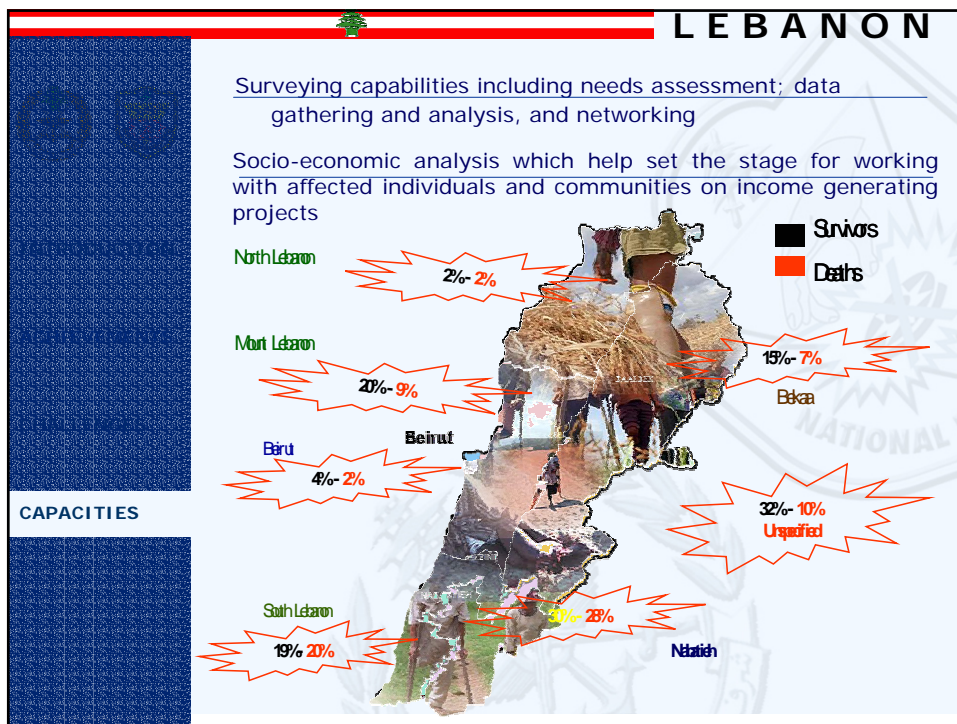 LEBANON
Surveying capabilities including needs assessment; data
gathering and analysis, and networking
Socio-economic analysis which help set the stage for working
with affected individuals and communities on income generating
projects
Survivors
Deaths
North Lebanon
2% - 2%
Mount Lebanon
20% - 9%
15% - 7%
Bekaa
Beirut
Beirut
4% - 2%
CAPACITIES
32% - 10%
Unspecified
South Lebanon
30% - 28%
19% - 20%
Nabatieh
NATIONAL